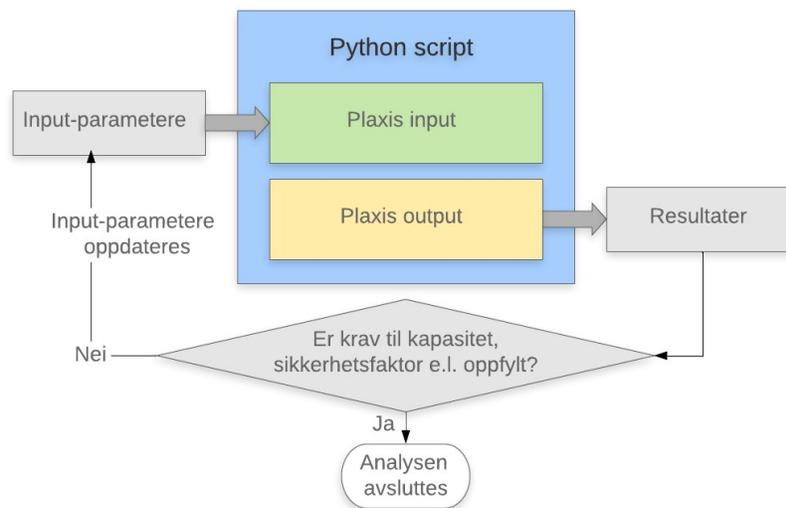 Python script
Input-parametere
Plaxis input
Plaxis output
Resultater
Input-parametere
oppdateres
Er krav til kapasitet,
sikkerhetsfaktor e.l. oppfylt?
Nei
Ja
Analysen
avsluttes